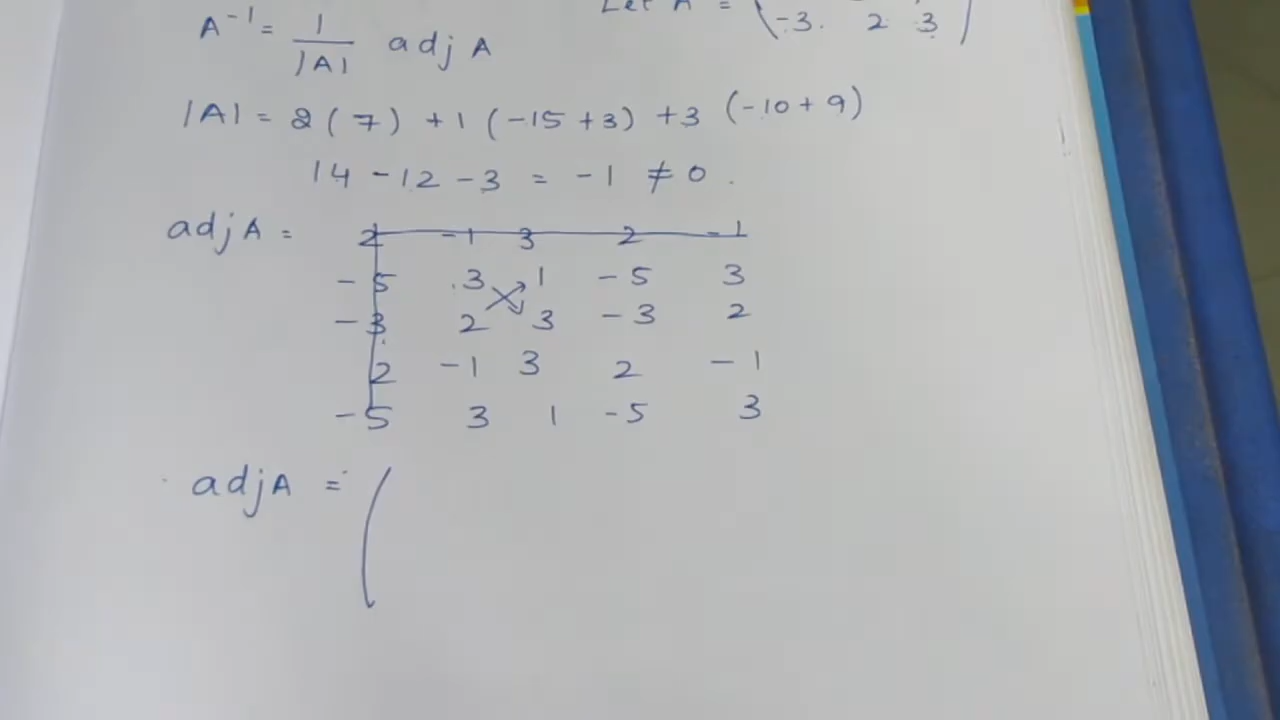 Let A = (-3. 2 3)
A⁻¹ = 1/|A| adj A
|A| = 2(7) + 1(-15+3) + 3(-10+9)
14 - 12 - 3 = -1 ≠ 0.
adj A = 2 -1 3 2 -1
-5 3 1 -5 3
-3 2 3 -3 2
2 -1 3 2 -1
-5 3 1 -5 3
adj A = (